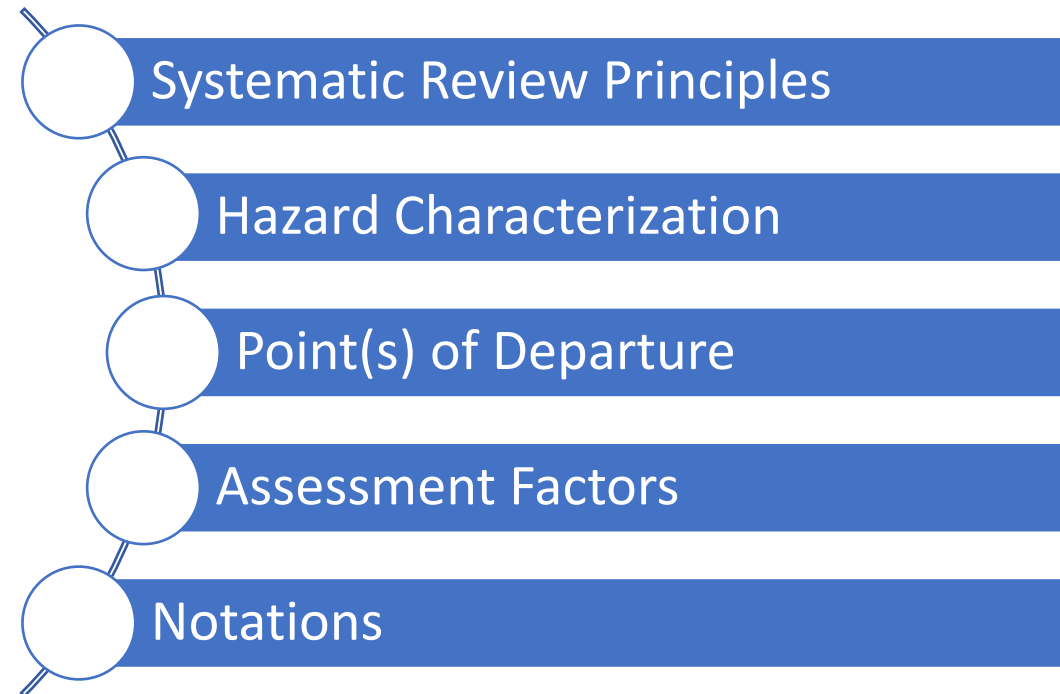 Systematic Review Principles
Hazard Characterization
Point(s) of Departure
Assessment Factors
Notations